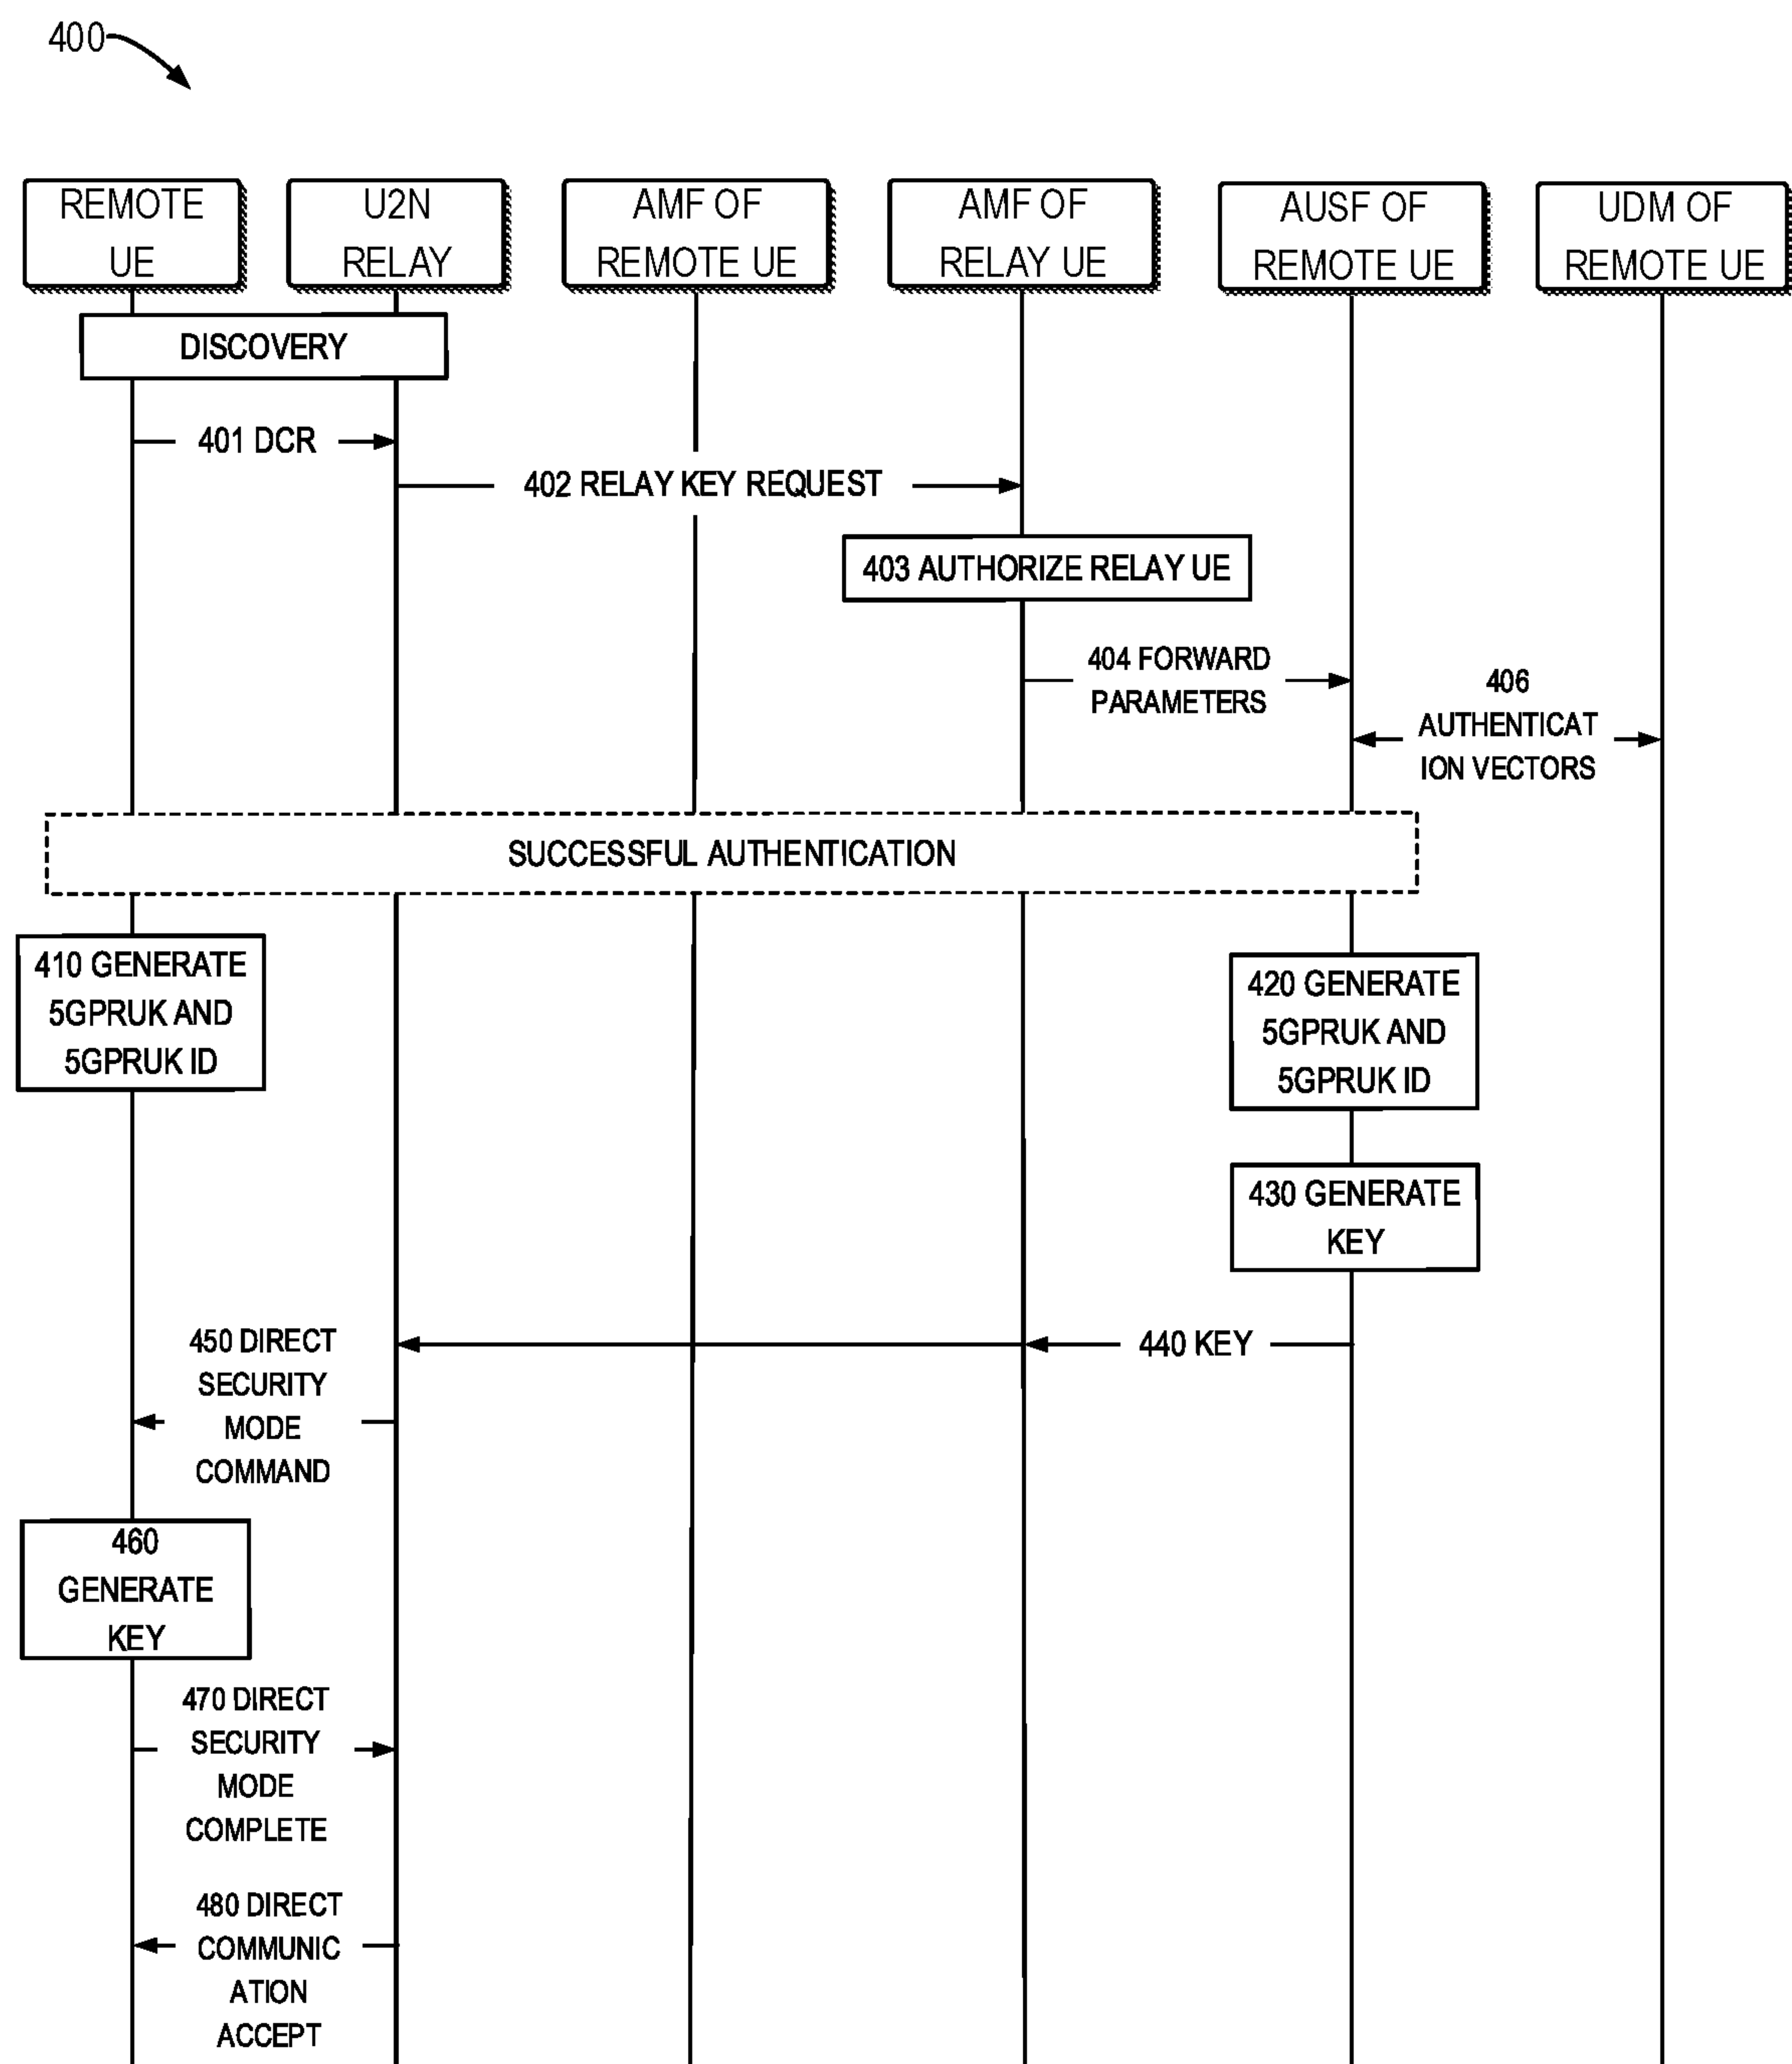 400
REMOTE
UE
U2N
RELAY
AMF OF
REMOTE UE
AMF OF
RELAY UE
AUSF OF
REMOTE UE
UDM OF
REMOTE UE
DISCOVERY
401 DCR
402 RELAY KEY REQUEST
403 AUTHORIZE RELAY UE
404 FORWARD
PARAMETERS
406
AUTHENTICAT
ION VECTORS
SUCCESSFUL AUTHENTICATION
410 GENERATE
5GPRUK AND
5GPRUK ID
420 GENERATE
5GPRUK AND
5GPRUK ID
430 GENERATE
KEY
440 KEY
450 DIRECT
SECURITY
MODE
COMMAND
460
GENERATE
KEY
470 DIRECT
SECURITY
MODE
COMPLETE
480 DIRECT
COMMUNIC
ATION
ACCEPT